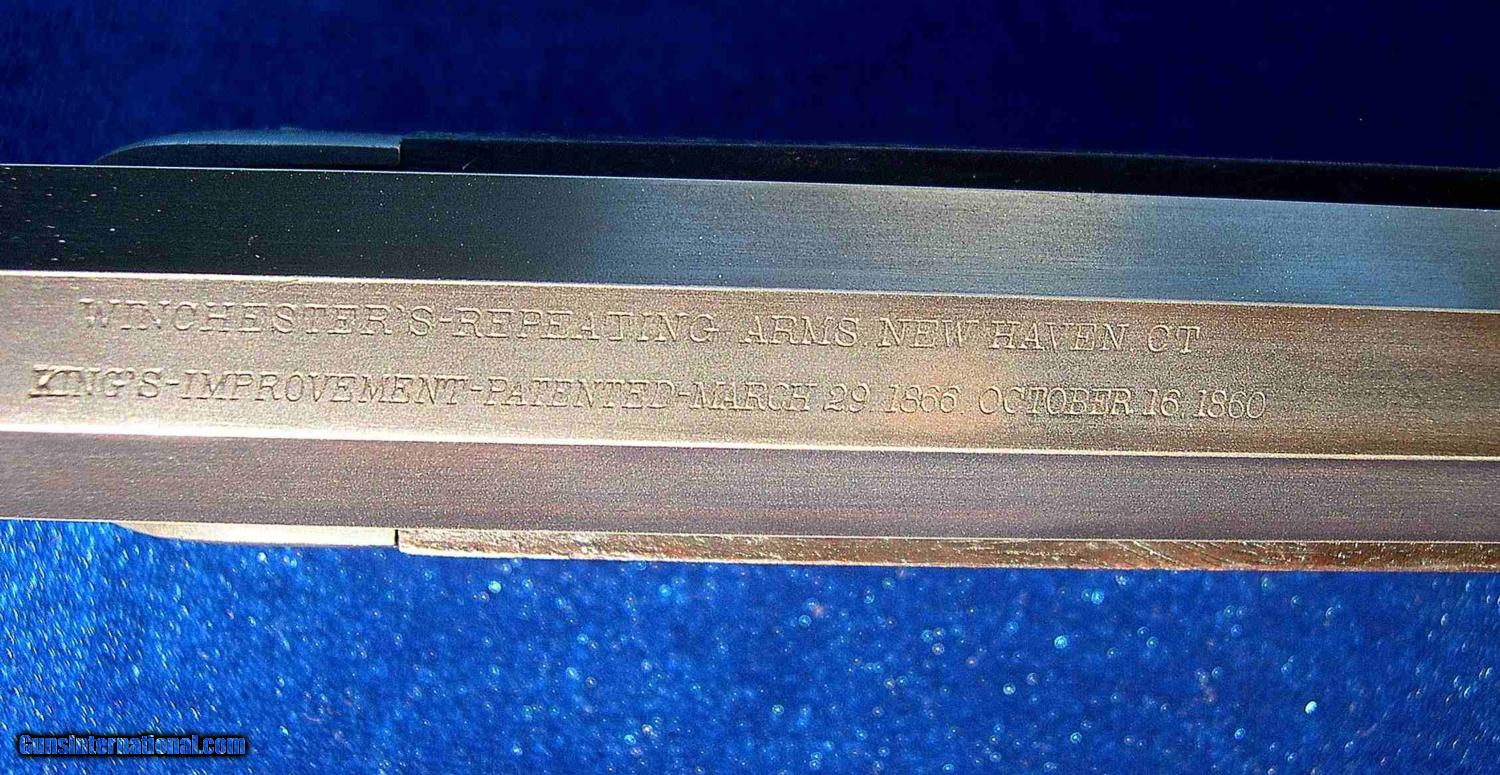 WINCHESTER'S-REPEATING ARMS NEW HAVEN. CT
KING'S-IMPROVEMENT-PATENTED-MARCH 29. 1866 OCTOBER 16 1860
GunsInternational.com